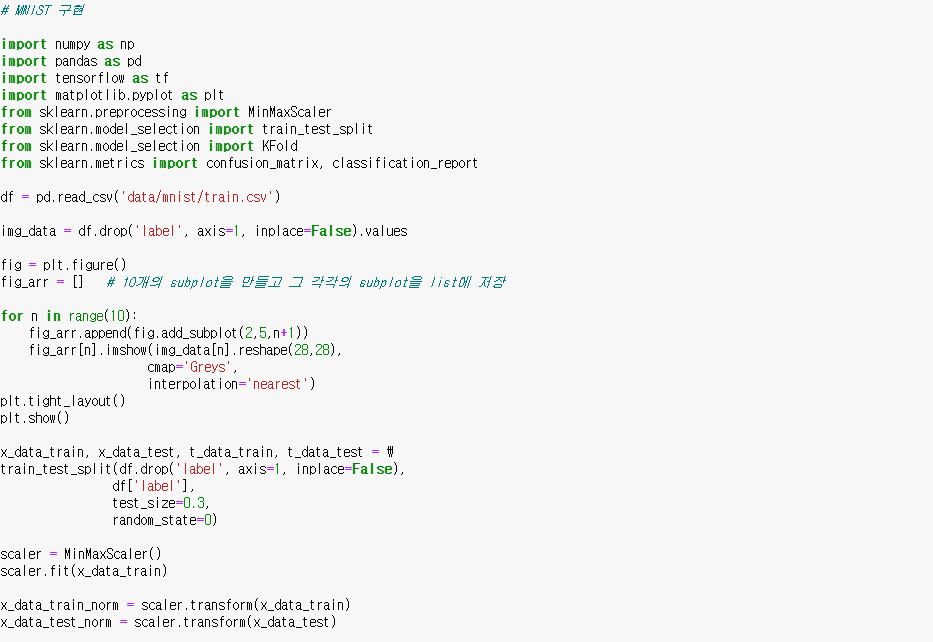 # MNIST 구현
import numpy as np
import pandas as pd
import tensorflow as tf
import matplotlib.pyplot as plt
from sklearn.preprocessing import MinMaxScaler
from sklearn.model_selection import train_test_split
from sklearn.model_selection import KFold
from sklearn.metrics import confusion_matrix, classification_report
df = pd.read_csv('data/mnist/train.csv')
img_data = df.drop('label', axis=1, inplace=False).values
fig = plt.figure()
fig_arr = []   # 10개의 subplot을 만들고 그 각각의 subplot을 list에 저장
for n in range(10):
    fig_arr.append(fig.add_subplot(2,5,n+1))
    fig_arr[n].imshow(img_data[n].reshape(28,28),
                     cmap='Greys',
                     interpolation='nearest')
plt.tight_layout()
plt.show()
x_data_train, x_data_test, t_data_train, t_data_test = ₩
train_test_split(df.drop('label', axis=1, inplace=False),
                df['label'],
                test_size=0.3,
                random_state=0)
scaler = MinMaxScaler()
scaler.fit(x_data_train)
x_data_train_norm = scaler.transform(x_data_train)
x_data_test_norm = scaler.transform(x_data_test)